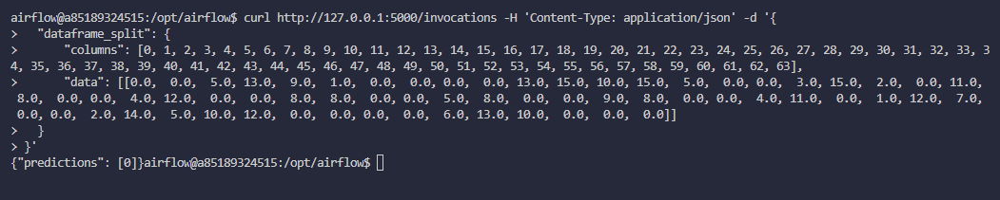 airflow@a85189324515:/opt/airflow$ curl http://127.0.0.1:5000/invocations -H 'Content-Type: application/json' -d '{
>   "dataframe_split": {
>       "columns": [0, 1, 2, 3, 4, 5, 6, 7, 8, 9, 10, 11, 12, 13, 14, 15, 16, 17, 18, 19, 20, 21, 22, 23, 24, 25, 26, 27, 28, 29, 30, 31, 32, 33, 3
4, 35, 36, 37, 38, 39, 40, 41, 42, 43, 44, 45, 46, 47, 48, 49, 50, 51, 52, 53, 54, 55, 56, 57, 58, 59, 60, 61, 62, 63],
>       "data": [[0.0,  0.0,  5.0, 13.0,  9.0,  1.0,  0.0,  0.0, 0.0,  0.0, 13.0, 15.0, 10.0, 15.0,  5.0,  0.0, 0.0,  3.0, 15.0,  2.0,  0.0, 11.0,
 8.0,  0.0, 0.0,  4.0, 12.0,  0.0,  0.0,  8.0,  8.0,  0.0, 0.0,  5.0,  8.0,  0.0,  0.0,  9.0,  8.0,  0.0, 0.0,  4.0, 11.0,  0.0,  1.0, 12.0,  7.0,
 0.0, 0.0,  2.0, 14.0,  5.0, 10.0, 12.0,  0.0,  0.0, 0.0,  0.0,  6.0, 13.0, 10.0,  0.0,  0.0,  0.0]]
>   }
> }'
{"predictions": [0]}airflow@a85189324515:/opt/airflow$